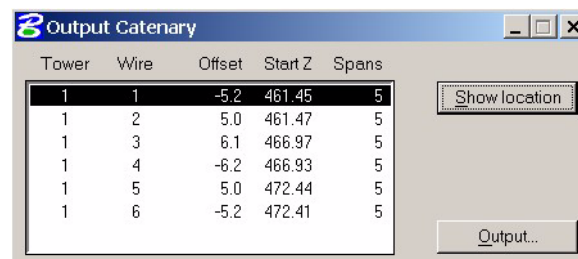 Output Catenary
Tower Wire Offset Start Z Spans
1 1 -5.2 461.45 5
1 2 5.0 461.47 5
1 3 6.1 466.97 5
1 4 -6.2 466.93 5
1 5 5.0 472.44 5
1 6 -5.2 472.41 5
Show location
Output...